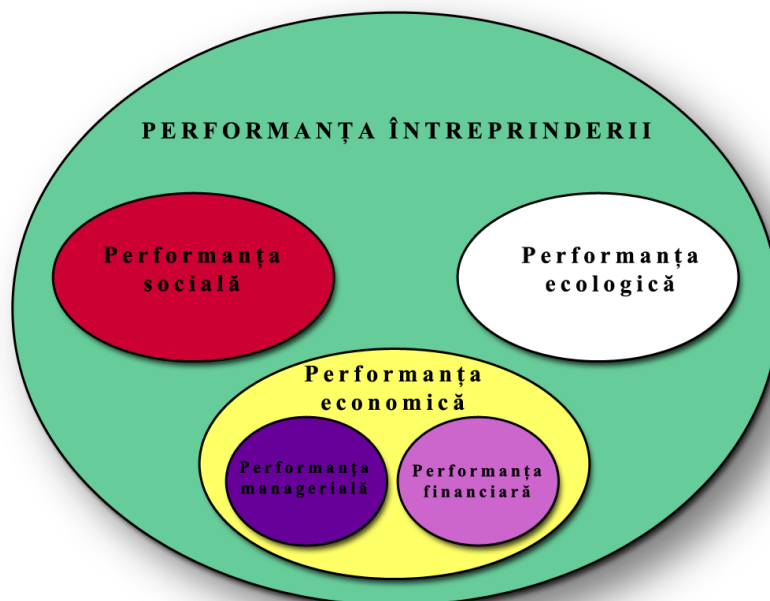 PERFORMANȚA ÎNTREPRINDERII
Performanța
socială
Performanța
ecologică
Performanța
economică
Performanța
managerială
Performanța
financiară